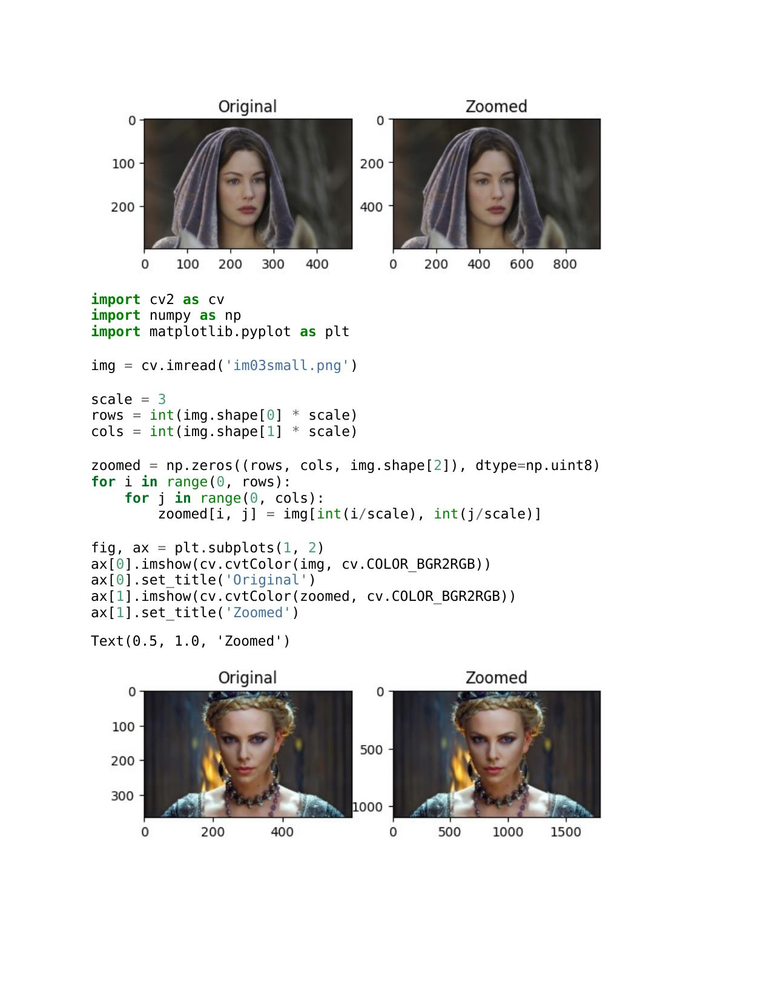 Original Zoomed
0 0
100 200
200 400
0 100 200 300 400 0 200 400 600 800
import cv2 as cv
import numpy as np
import matplotlib.pyplot as plt
img = cv.imread('im03small.png')
scale = 3
rows = int(img.shape[0] * scale)
cols = int(img.shape[1] * scale)
zoomed = np.zeros((rows, cols, img.shape[2]), dtype=np.uint8)
for i in range(0, rows):
    for j in range(0, cols):
        zoomed[i, j] = img[int(i/scale), int(j/scale)]
fig, ax = plt.subplots(1, 2)
ax[0].imshow(cv.cvtColor(img, cv.COLOR_BGR2RGB))
ax[0].set_title('Original')
ax[1].imshow(cv.cvtColor(zoomed, cv.COLOR_BGR2RGB))
ax[1].set_title('Zoomed')
Text(0.5, 1.0, 'Zoomed')
Original Zoomed
0 0
100
200 500
300 1000
0 200 400 0 500 1000 1500